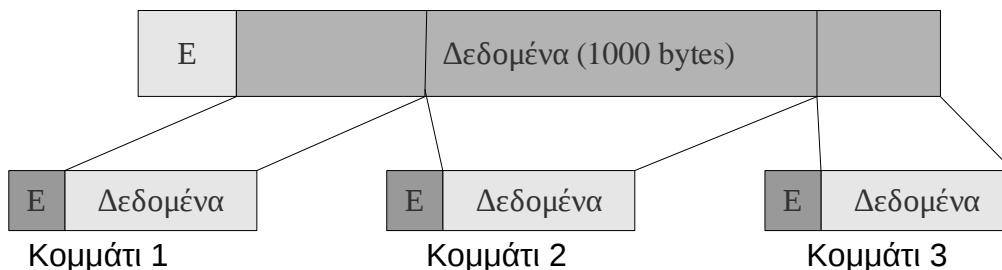 Ε Δεδομένα (1000 bytes)
Ε Δεδομένα Ε Δεδομένα Ε Δεδομένα
Κομμάτι 1 Κομμάτι 2 Κομμάτι 3